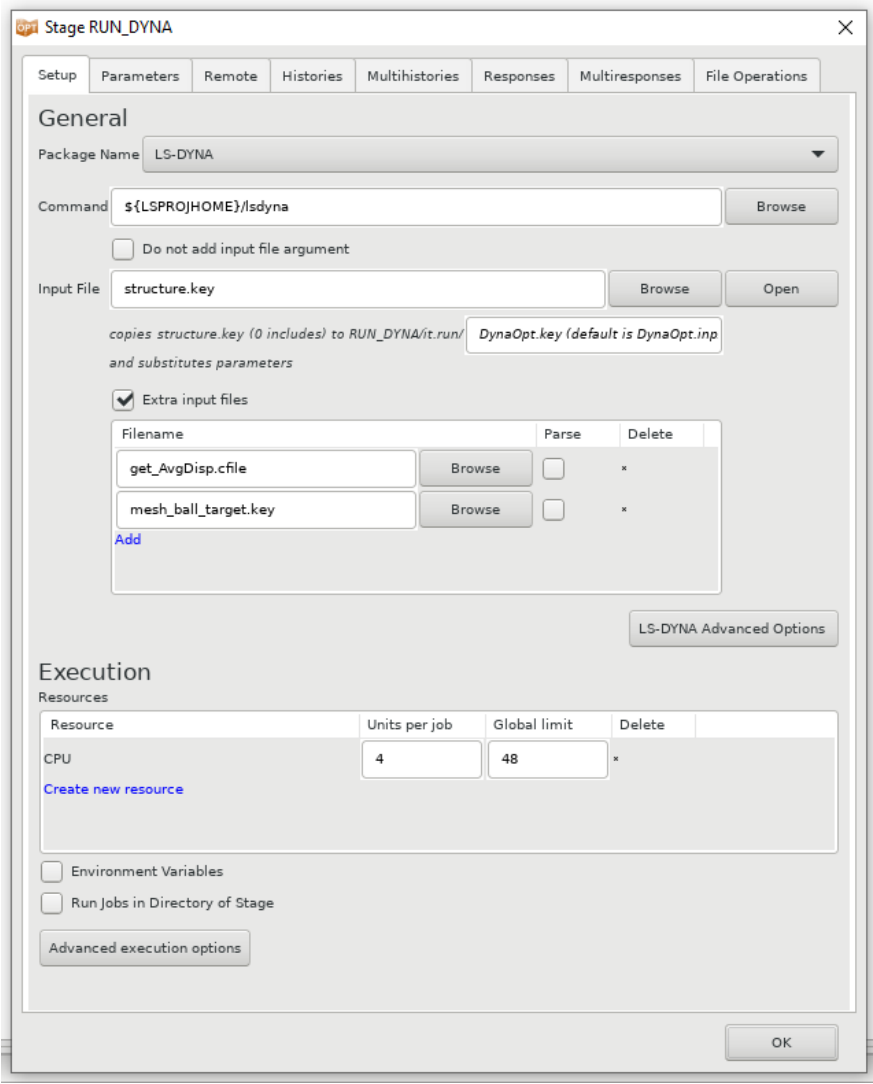 OPT Stage RUN_DYNA
Setup Parameters Remote Histories Multihistories Responses Multiresponses File Operations
General
Package Name LS-DYNA
Command ${LSPROJHOME}/lsdyna Browse
Do not add input file argument
Input File structure.key Browse Open
copies structure.key (0 includes) to RUN_DYNA/it.run/ DynaOpt.key (default is DynaOpt.inp
and substitutes parameters
Extra input files
Filename Parse Delete
get_AvgDisp.cfile Browse
mesh_ball_target.key Browse
Add
LS-DYNA Advanced Options
Execution
Resources
Resource Units per job Global limit Delete
CPU 4 48
Create new resource
Environment Variables
Run Jobs in Directory of Stage
Advanced execution options
OK